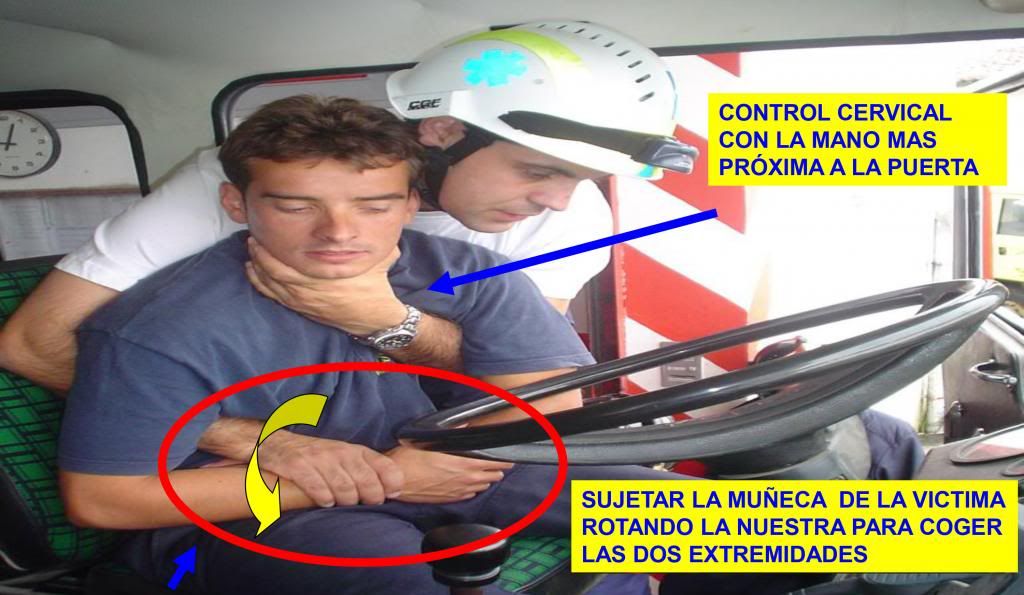 CONTROL CERVICAL
CON LA MANO MAS
PRÓXIMA A LA PUERTA
SUJETAR LA MUÑECA DE LA VICTIMA
ROTANDO LA NUESTRA PARA COGER
LAS DOS EXTREMIDADES